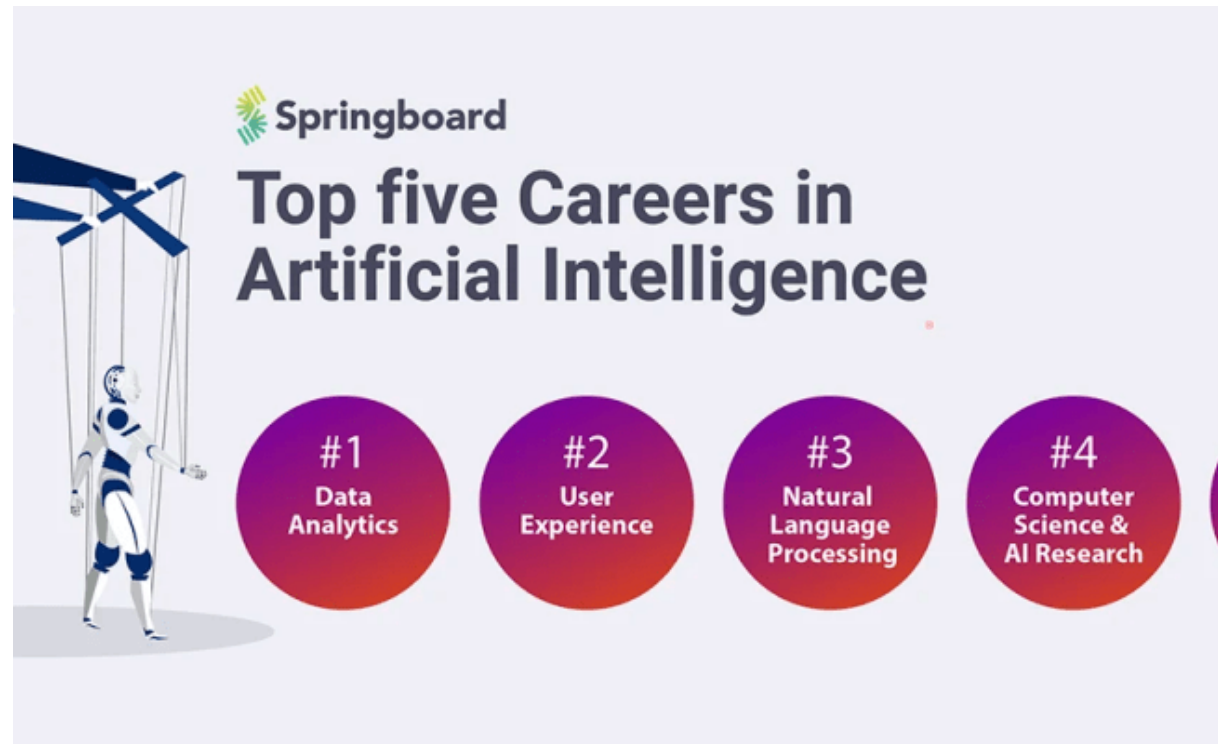 Springboard
Top five Careers in
Artificial Intelligence
#1
Data
Analytics
#2
User
Experience
#3
Natural
Language
Processing
#4
Computer
Science &
AI Research